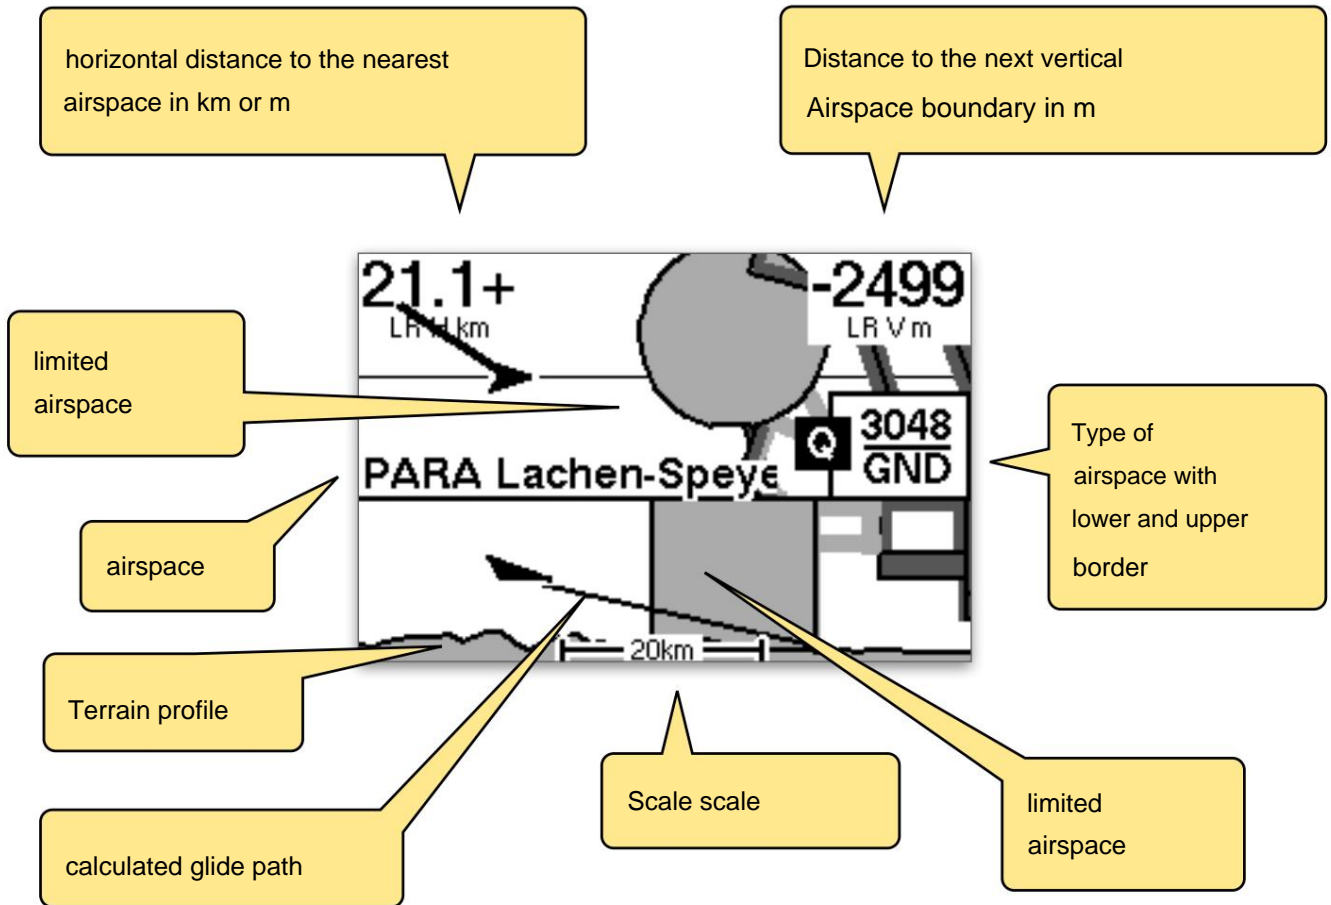 horizontal distance to the nearest
airspace in km or m
Distance to the next vertical
Airspace boundary in m
21.1+
LR H km
-2499
LR V m
limited
airspace
3048
GND
Q
PARA Lachen-Speye
Type of
airspace with
lower and upper
border
airspace
20km
Terrain profile
Scale scale
limited
airspace
calculated glide path